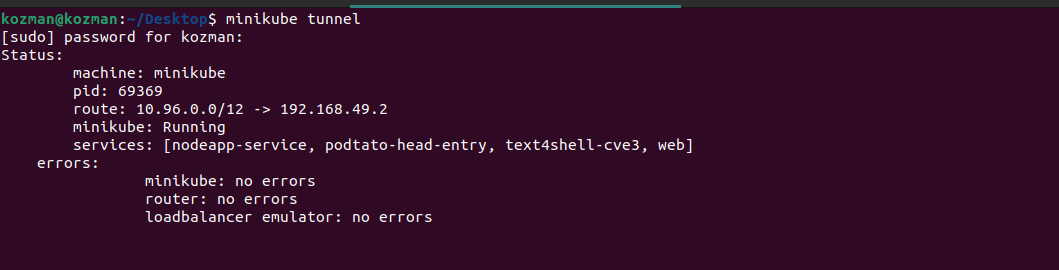 kozman@kozman:~/Desktop$ minikube tunnel
[sudo] password for kozman:
Status:
machine: minikube
pid: 69369
route: 10.96.0.0/12 -> 192.168.49.2
minikube: Running
services: [nodeapp-service, podtato-head-entry, text4shell-cve3, web]
errors:
minikube: no errors
router: no errors
loadbalancer emulator: no errors